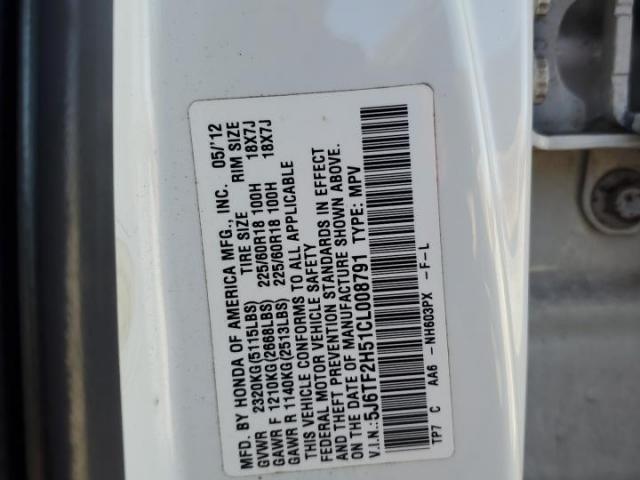 MFD. BY HONDA OF AMERICA MFG., INC. 05/'12
TIRE SIZE RIM SIZE
GVWR 2320KG(5115LBS)
GAWR F 1210KG(2668LBS) 225/60R18 100H 18X7J
GAWR R 1140KG(2513LBS) 225/60R18 100H 18X7J
THIS VEHICLE CONFORMS TO ALL APPLICABLE
FEDERAL MOTOR VEHICLE SAFETY
AND THEFT PREVENTION STANDARDS IN EFFECT
ON THE DATE OF MANUFACTURE SHOWN ABOVE.
V.I.N.: 5J6TF2H51CL008791 TYPE: MPV
TP7 C AA6 -NH603PX -F-L